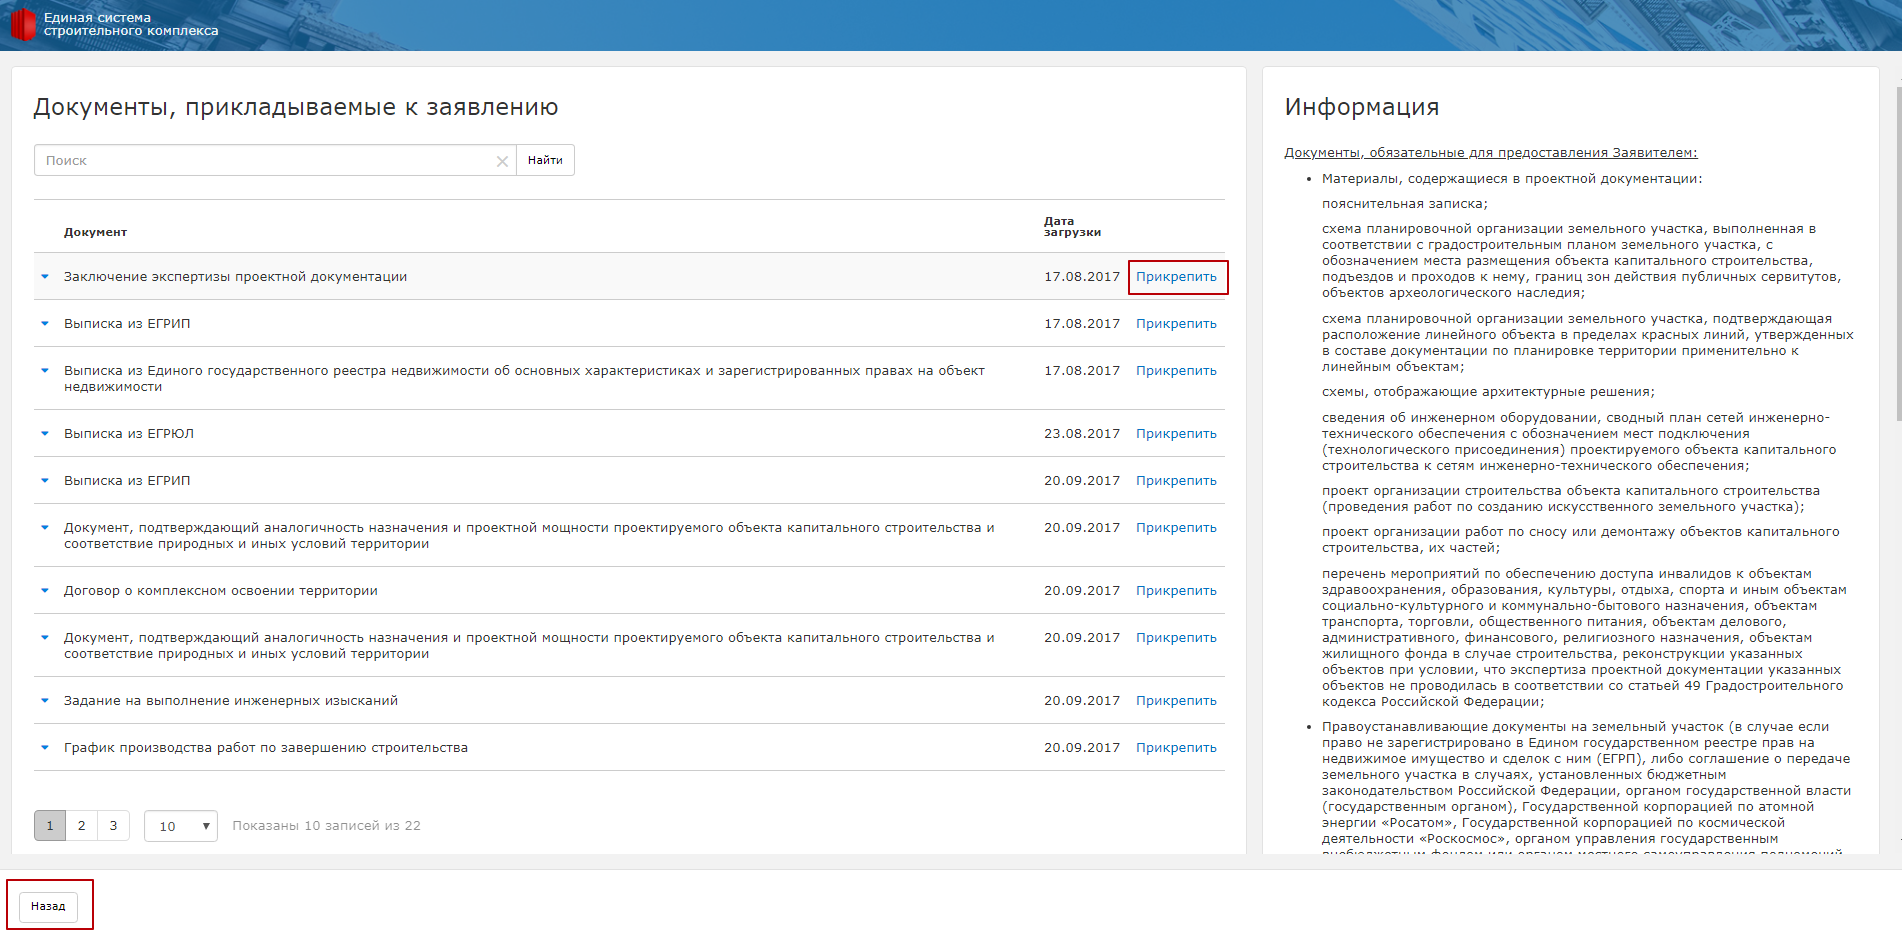 Единая система
строительного комплекса
Документы, прикладываемые к заявлению
Поиск
Найти
Документ
Дата
загрузки
Заключение экспертизы проектной документации 17.08.2017 Прикрепить
Выписка из ЕГРИП 17.08.2017 Прикрепить
Выписка из Единого государственного реестра недвижимости об основных характеристиках и зарегистрированных правах на объект 17.08.2017 Прикрепить
недвижимости
Выписка из ЕГРЮЛ 23.08.2017 Прикрепить
Выписка из ЕГРИП 20.09.2017 Прикрепить
Документ, подтверждающий аналогичность назначения и проектной мощности проектируемого объекта капитального строительства и 20.09.2017 Прикрепить
соответствие природных и иных условий территории
Договор о комплексном освоении территории 20.09.2017 Прикрепить
Документ, подтверждающий аналогичность назначения и проектной мощности проектируемого объекта капитального строительства и 20.09.2017 Прикрепить
соответствие природных и иных условий территории
Задание на выполнение инженерных изысканий 20.09.2017 Прикрепить
График производства работ по завершению строительства 20.09.2017 Прикрепить
1 2 3 10 Показаны 10 записей из 22
Назад
Информация
Документы, обязательные для предоставления Заявителем:
• Материалы, содержащиеся в проектной документации:
пояснительная записка;
схема планировочной организации земельного участка, выполненная в
соответствии с градостроительным планом земельного участка, с
обозначением места размещения объекта капитального строительства,
подъездов и проходов к нему, границ зон действия публичных сервитутов,
объектов археологического наследия;
схема планировочной организации земельного участка, подтверждающая
расположение линейного объекта в пределах красных линий, утвержденных
в составе документации по планировке территории применительно к
линейным объектам;
схемы, отображающие архитектурные решения;
сведения об инженерном оборудовании, сводный план сетей инженерно-
технического обеспечения с обозначением мест подключения
(технологического присоединения) проектируемого объекта капитального
строительства к сетям инженерно-технического обеспечения;
проект организации строительства объекта капитального строительства
(проведения работ по созданию искусственного земельного участка);
проект организации работ по сносу или демонтажу объектов капитального
строительства, их частей;
перечень мероприятий по обеспечению доступа инвалидов к объектам
здравоохранения, образования, культуры, отдыха, спорта и иным объектам
социально-культурного и коммунально-бытового назначения, объектам
транспорта, торговли, общественного питания, объектам делового,
административного, финансового, религиозного назначения, объектам
жилищного фонда в случае строительства, реконструкции указанных
объектов при условии, что экспертиза проектной документации указанных
объектов не проводилась в соответствии со статьей 49 Градостроительного
кодекса Российской Федерации;
• Правоустанавливающие документы на земельный участок (в случае если
право не зарегистрировано в Едином государственном реестре прав на
недвижимое имущество и сделок с ним (ЕГРП), либо соглашение о передаче
земельного участка в случаях, установленных бюджетным
законодательством Российской Федерации, органом государственной власти
(государственным органом), Государственной корпорацией по атомной
энергии «Росатом», Государственной корпорацией по космической
деятельности «Роскосмос», органом управления государственным
внебюджетным фондом или органом местного самоуправления полномочий